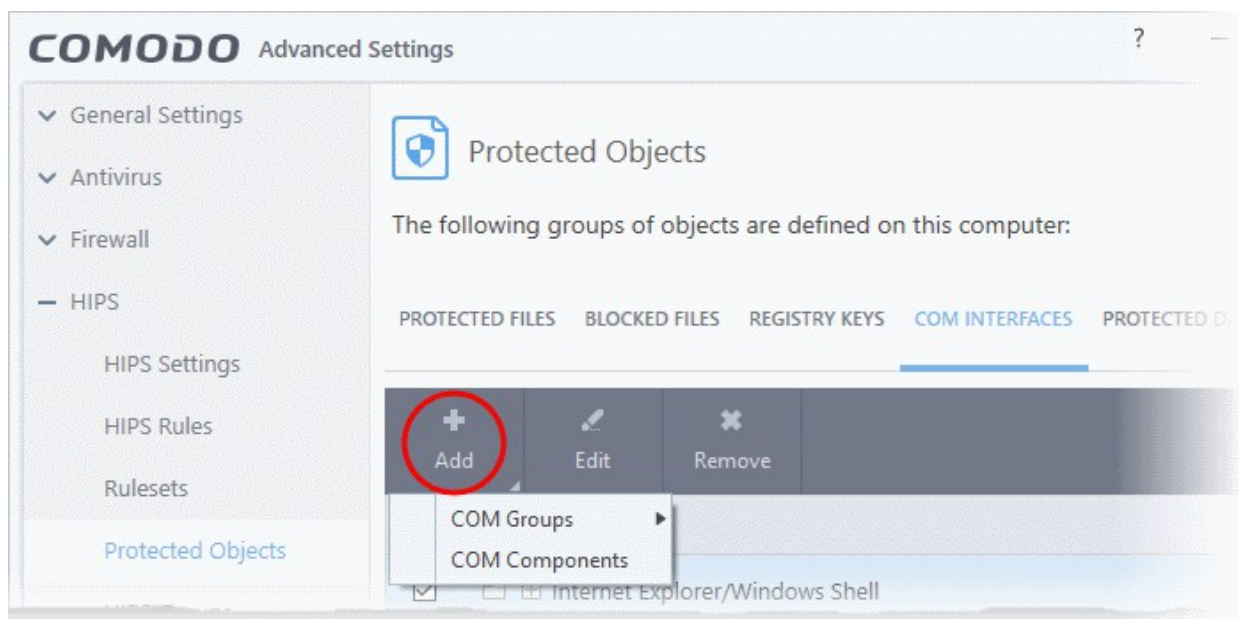 COMODO Advanced Settings
?
General Settings
Antivirus
Firewall
HIPS
HIPS Settings
HIPS Rules
Rulesets
Protected Objects
Protected Objects
The following groups of objects are defined on this computer:
PROTECTED FILES BLOCKED FILES REGISTRY KEYS COM INTERFACES PROTECTED
Add Edit Remove
COM Groups
COM Components
Internet Explorer/Windows Shell